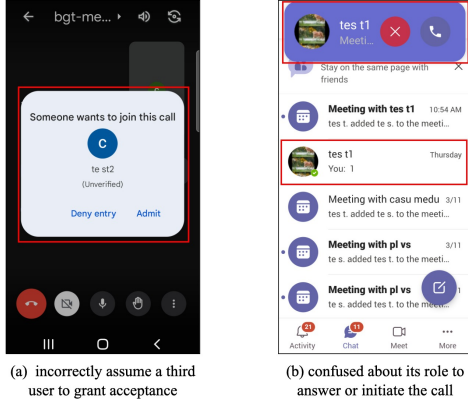 bgt-me...
Someone wants to join this call
C
te st2
(Unverified)
Deny entry
Admit
(a) incorrectly assume a third
user to grant acceptance
tes t1
Meeti...
Stay on the same page with
friends
Meeting with tes t1 10:54 AM
tes t. added te s. to the meeti...
tes t1 Thursday
You: 1
Meeting with casu medu 3/11
tes t. added te s. to the meeti...
Meeting with pl vs 3/11
te s. added tes t. to the meeti...
Meeting with pl vs
te s. added tes t. to the meeti...
21
11
Activity Chat Meet More
(b) confused about its role to
answer or initiate the call